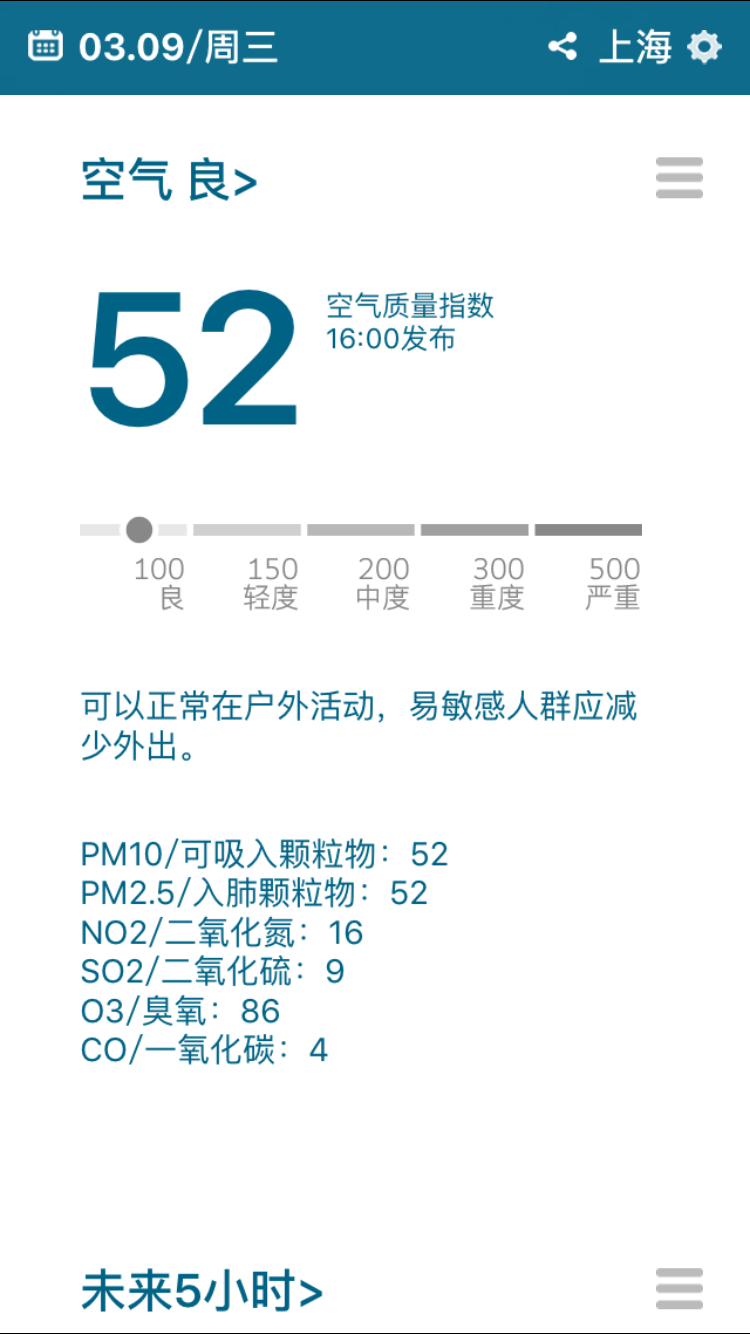 03.09/周三
上海
空气 良>
52
空气质量指数
16:00发布
100 150 200 300 500
良 轻度 中度 重度 严重
可以正常在户外活动，易敏感人群应减
少外出。
PM10/可吸入颗粒物：52
PM2.5/入肺颗粒物：52
NO2/二氧化氮：16
SO2/二氧化硫：9
O3/臭氧：86
CO/一氧化碳：4
未来5小时>